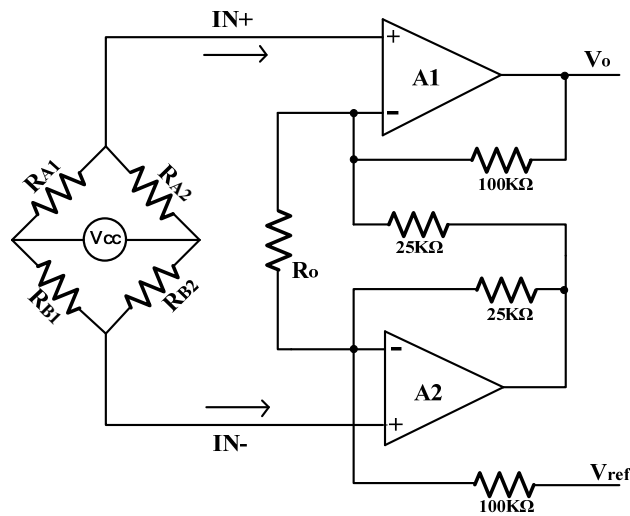 IN+
+
A1
-
Vo
RA1
RA2
Vcc
100KΩ
25KΩ
Ro
RB1
RB2
25KΩ
-
A2
+
IN-
Vref
100KΩ